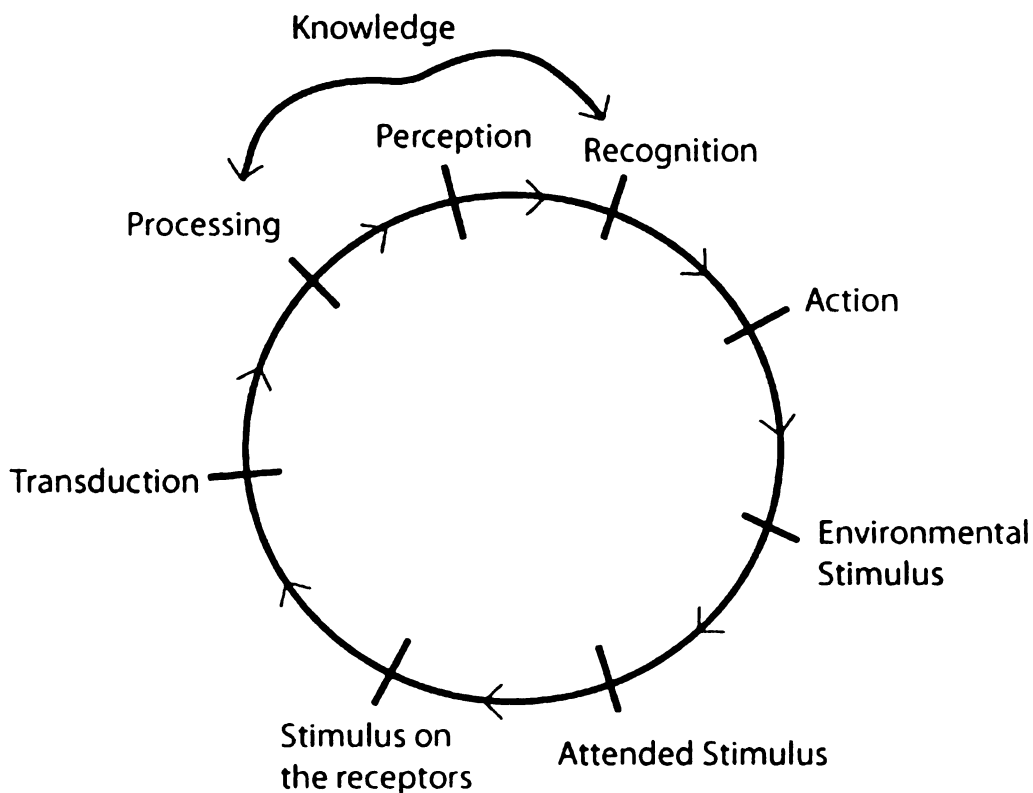 Knowledge
Perception
Recognition
Processing
Action
Transduction
Environmental
Stimulus
Stimulus on
the receptors
Attended Stimulus